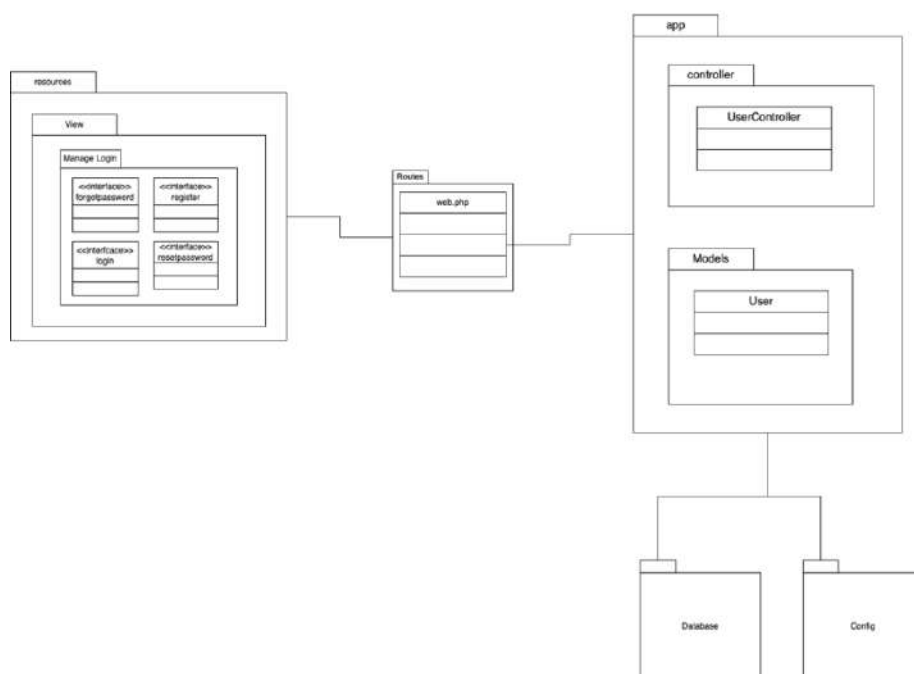 app
resources
controller
UserController
View
Manage Login
<<interface>>
forgotpassword
<<interface>>
register
Routes
web.php
<<interfcace>>
login
<<interface>>
resetpassword
Models
User
Database
Config